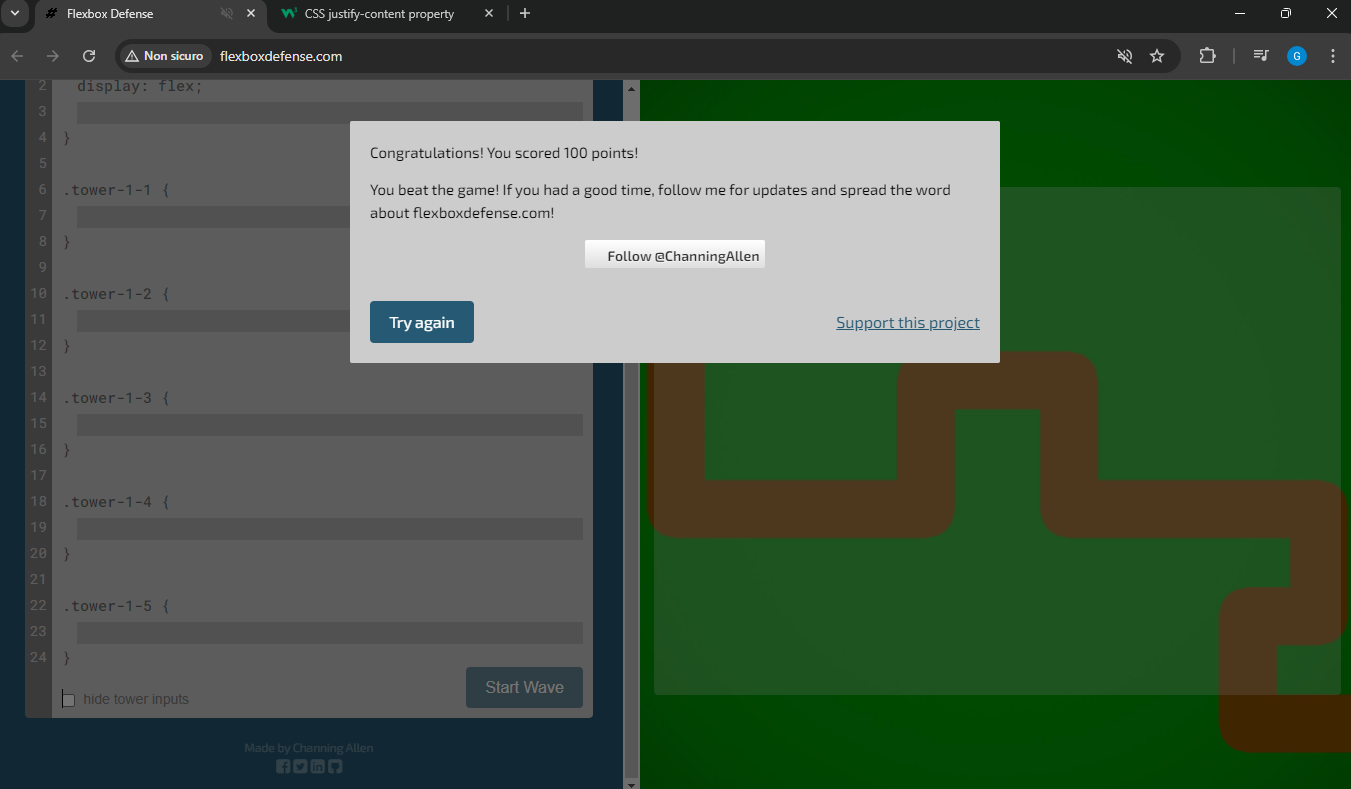 Flexbox Defense
CSS justify-content property
Non sicuro
flexboxdefense.com
G
2 display: flex;
3
4 }
5
6 .tower-1-1 {
7
8 }
9
10 .tower-1-2 {
11
12 }
13
14 .tower-1-3 {
15
16 }
17
18 .tower-1-4 {
19
20 }
21
22 .tower-1-5 {
23
24 }
hide tower inputs
Start Wave
Made by Channing Allen
Congratulations! You scored 100 points!
You beat the game! If you had a good time, follow me for updates and spread the word
about flexboxdefense.com!
Follow @ChanningAllen
Try again
Support this project